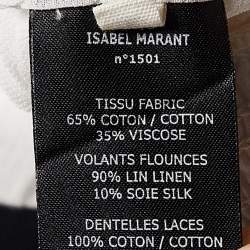 ISABEL MARANT
n°1501
TISSU FABRIC
65% COTON / COTTON
35% VISCOSE
VOLANTS FLOUNCES
90% LIN LINEN
10% SOIE SILK
DENTELLES LACES
100% COTON / COTTON